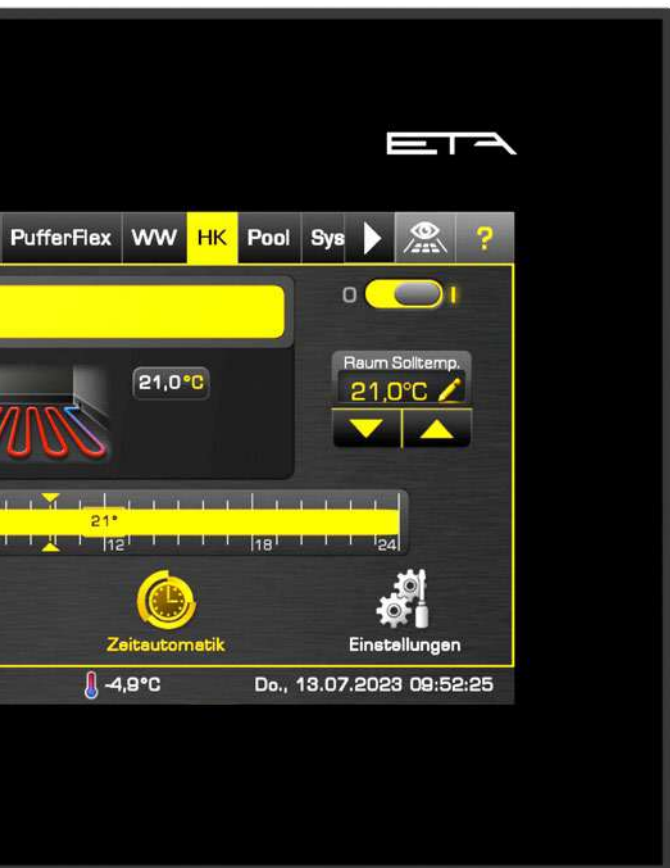 ETA
PufferFlex WW HK Pool Sys ?
O I
Raum Solltemp.
21,0°C
21,0°C
21°
12 18 24
Zeitautomatik Einstellungen
-4,9°C Do., 13.07.2023 09:52:25